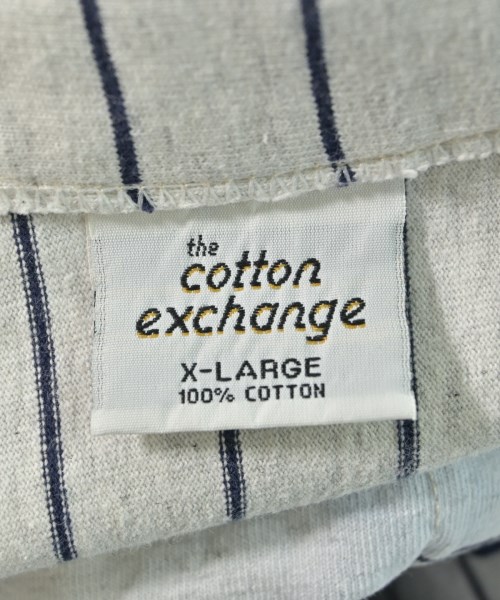 the
cotton
exchange
X-LARGE
100% COTTON